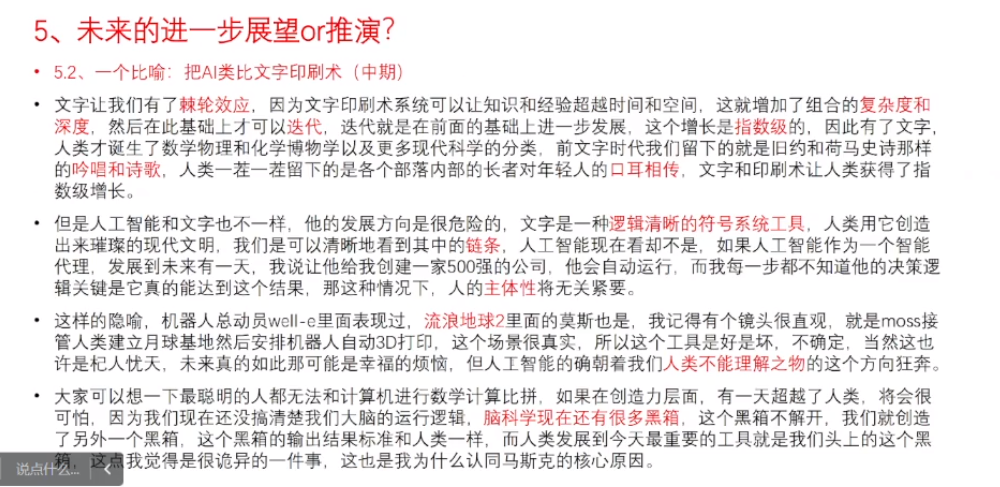 5、未来的进一步展望or推演？
• 5.2、一个比喻：把AI类比文字印刷术（中期）
• 文字让我们有了棘轮效应，因为文字印刷术系统可以让知识和经验超越时间和空间，这就增加了组合的复杂度和
深度，然后在此基础上才可以迭代，迭代就是在前面的基础上进一步发展，这个增长是指数级的，因此有了文字，
人类才诞生了数学物理和化学博物学以及更多现代科学的分类，前文字时代我们留下的就是旧约和荷马史诗那样
的吟唱和诗歌，人类一茬一茬留下的是各个部落内部的长者对年轻人的口耳相传，文字和印刷术让人类获得了指
数级增长。
• 但是人工智能和文字也不一样，他的发展方向是很危险的，文字是一种逻辑清晰的符号系统工具，人类用它创造
出来璀璨的现代文明，我们是可以清晰地看到其中的链条，人工智能现在看却不是，如果人工智能作为一个智能
代理，发展到未来有一天，我说让他给我创建一家500强的公司，他会自动运行，而我每一步都不知道他的决策逻
辑关键是它真的能达到这个结果，那这种情况下，人的主体性将无关紧要。
• 这样的隐喻，机器人总动员well-e里面表现过，流浪地球2里面的莫斯也是，我记得有个镜头很直观，就是moss接
管人类建立月球基地然后安排机器人自动3D打印，这个场景很真实，所以这个工具是好是坏，不确定，当然这也
许是杞人忧天，未来真的如此那可能是幸福的烦恼，但人工智能的确朝着我们人类不能理解之物的这个方向狂奔。
• 大家可以想一下最聪明的人都无法和计算机进行数学计算比拼，如果在创造力层面，有一天超越了人类，将会很
可怕，因为我们现在还没搞清楚我们大脑的运行逻辑，脑科学现在还有很多黑箱，这个黑箱不解开，我们就创造
了另外一个黑箱，这个黑箱的输出结果标准和人类一样，而人类发展到今天最重要的工具就是我们头上的这个黑
箱，这点我觉得是很诡异的一件事，这也是我为什么认同马斯克的核心原因。
说点什么...